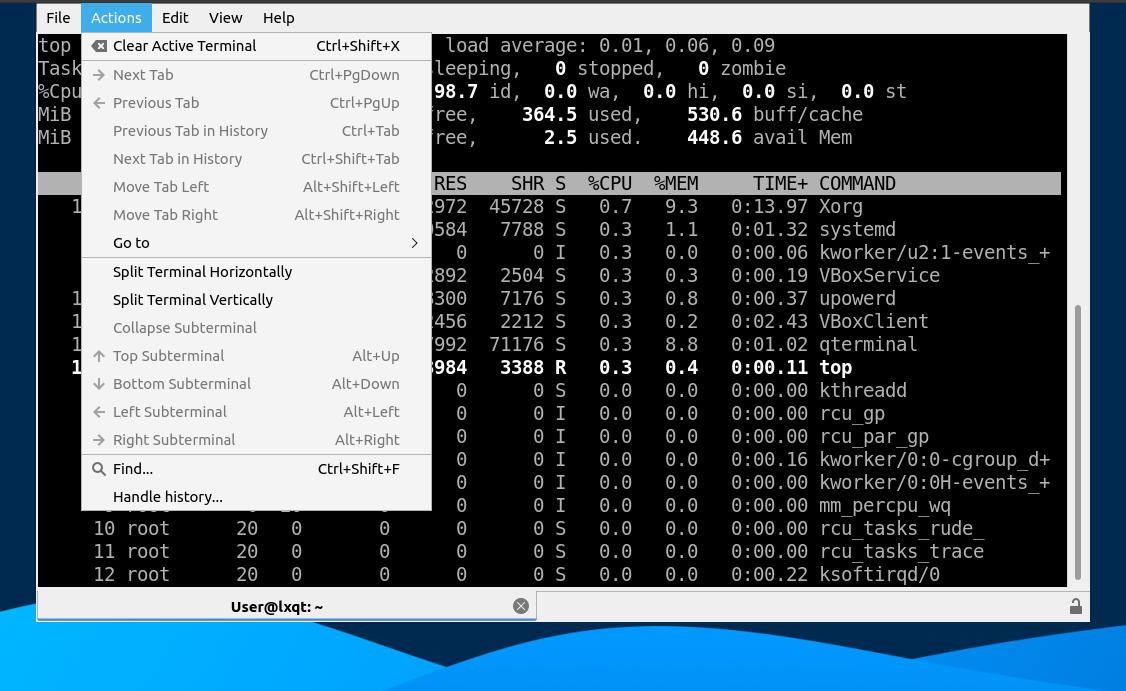 File Actions Edit View Help
Clear Active Terminal Ctrl+Shift+X
Next Tab Ctrl+PgDown
Previous Tab Ctrl+PgUp
Previous Tab in History Ctrl+Tab
Next Tab in History Ctrl+Shift+Tab
Move Tab Left Alt+Shift+Left
Move Tab Right Alt+Shift+Right
Go to
Split Terminal Horizontally
Split Terminal Vertically
Collapse Subterminal
Top Subterminal Alt+Up
Bottom Subterminal Alt+Down
Left Subterminal Alt+Left
Right Subterminal Alt+Right
Find... Ctrl+Shift+F
Handle history...
top load average: 0.01, 0.06, 0.09
Task leeping, 0 stopped, 0 zombie
%Cpu 98.7 id, 0.0 wa, 0.0 hi, 0.0 si, 0.0 st
MiB ree, 364.5 used, 530.6 buff/cache
MiB ree, 2.5 used. 448.6 avail Mem
RES SHR S %CPU %MEM TIME+ COMMAND
1 2972 45728 S 0.7 9.3 0:13.97 Xorg
584 7788 S 0.3 1.1 0:01.32 systemd
0 0 I 0.3 0.0 0:00.06 kworker/u2:1-events_+
2892 2504 S 0.3 0.3 0:00.19 VBoxService
1 300 7176 S 0.3 0.8 0:00.37 upowerd
1 2456 2212 S 0.3 0.2 0:02.43 VBoxClient
1 7992 71176 S 0.3 8.8 0:01.02 qterminal
1 984 3388 R 0.3 0.4 0:00.11 top
0 0 S 0.0 0.0 0:00.00 kthreadd
0 0 I 0.0 0.0 0:00.00 rcu_gp
0 0 I 0.0 0.0 0:00.00 rcu_par_gp
0 0 I 0.0 0.0 0:00.16 kworker/0:0-cgroup_d+
0 0 I 0.0 0.0 0:00.00 kworker/0:0H-events_+
0 0 I 0.0 0.0 0:00.00 mm_percpu_wq
10 root 20 0 0 0 0 S 0.0 0.0 0:00.00 rcu_tasks_rude_
11 root 20 0 0 0 0 S 0.0 0.0 0:00.00 rcu_tasks_trace
12 root 20 0 0 0 0 S 0.0 0.0 0:00.22 ksoftirqd/0
User@lxqt: ~